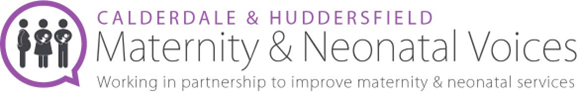 CALDERDALE & HUDDERSFIELD
Maternity & Neonatal Voices
Working in partnership to improve maternity & neonatal services